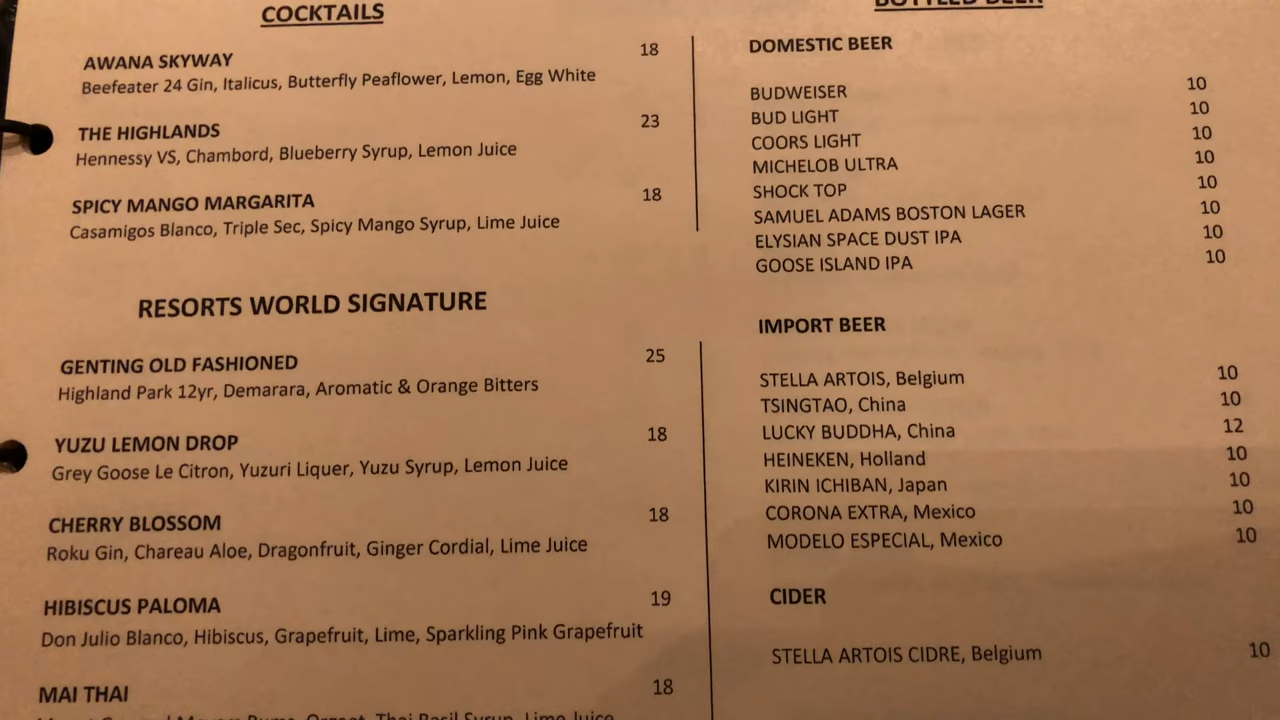 COCKTAILS
AWANA SKYWAY 18
Beefeater 24 Gin, Italicus, Butterfly Peaflower, Lemon, Egg White
THE HIGHLANDS 23
Hennessy VS, Chambord, Blueberry Syrup, Lemon Juice
SPICY MANGO MARGARITA 18
Casamigos Blanco, Triple Sec, Spicy Mango Syrup, Lime Juice
RESORTS WORLD SIGNATURE
GENTING OLD FASHIONED 25
Highland Park 12yr, Demarara, Aromatic & Orange Bitters
YUZU LEMON DROP 18
Grey Goose Le Citron, Yuzuri Liquer, Yuzu Syrup, Lemon Juice
CHERRY BLOSSOM 18
Roku Gin, Chareau Aloe, Dragonfruit, Ginger Cordial, Lime Juice
HIBISCUS PALOMA 19
Don Julio Blanco, Hibiscus, Grapefruit, Lime, Sparkling Pink Grapefruit
MAI THAI 18
Orgeat, Thai Basil Syrup, Lime Juice
BOTTLED BEER
DOMESTIC BEER
BUDWEISER 10
BUD LIGHT 10
COORS LIGHT 10
MICHELOB ULTRA 10
SHOCK TOP 10
SAMUEL ADAMS BOSTON LAGER 10
ELYSIAN SPACE DUST IPA 10
GOOSE ISLAND IPA 10
IMPORT BEER
STELLA ARTOIS, Belgium 10
TSINGTAO, China 10
LUCKY BUDDHA, China 12
HEINEKEN, Holland 10
KIRIN ICHIBAN, Japan 10
CORONA EXTRA, Mexico 10
MODELO ESPECIAL, Mexico 10
CIDER
STELLA ARTOIS CIDRE, Belgium 10